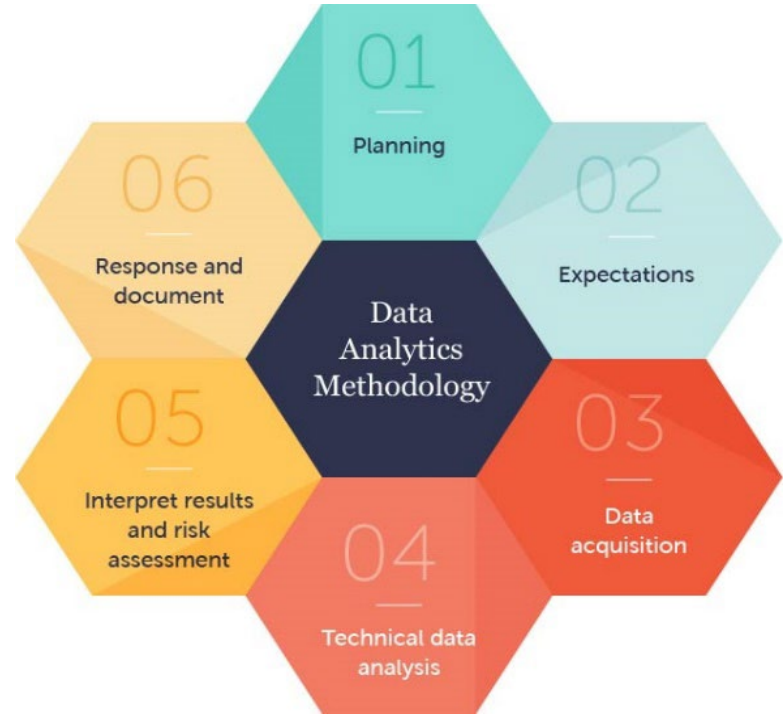 01
Planning
02
Expectations
03
Data
acquisition
04
Technical data
analysis
05
Interpret results
and risk
assessment
06
Response and
document
Data
Analytics
Methodology